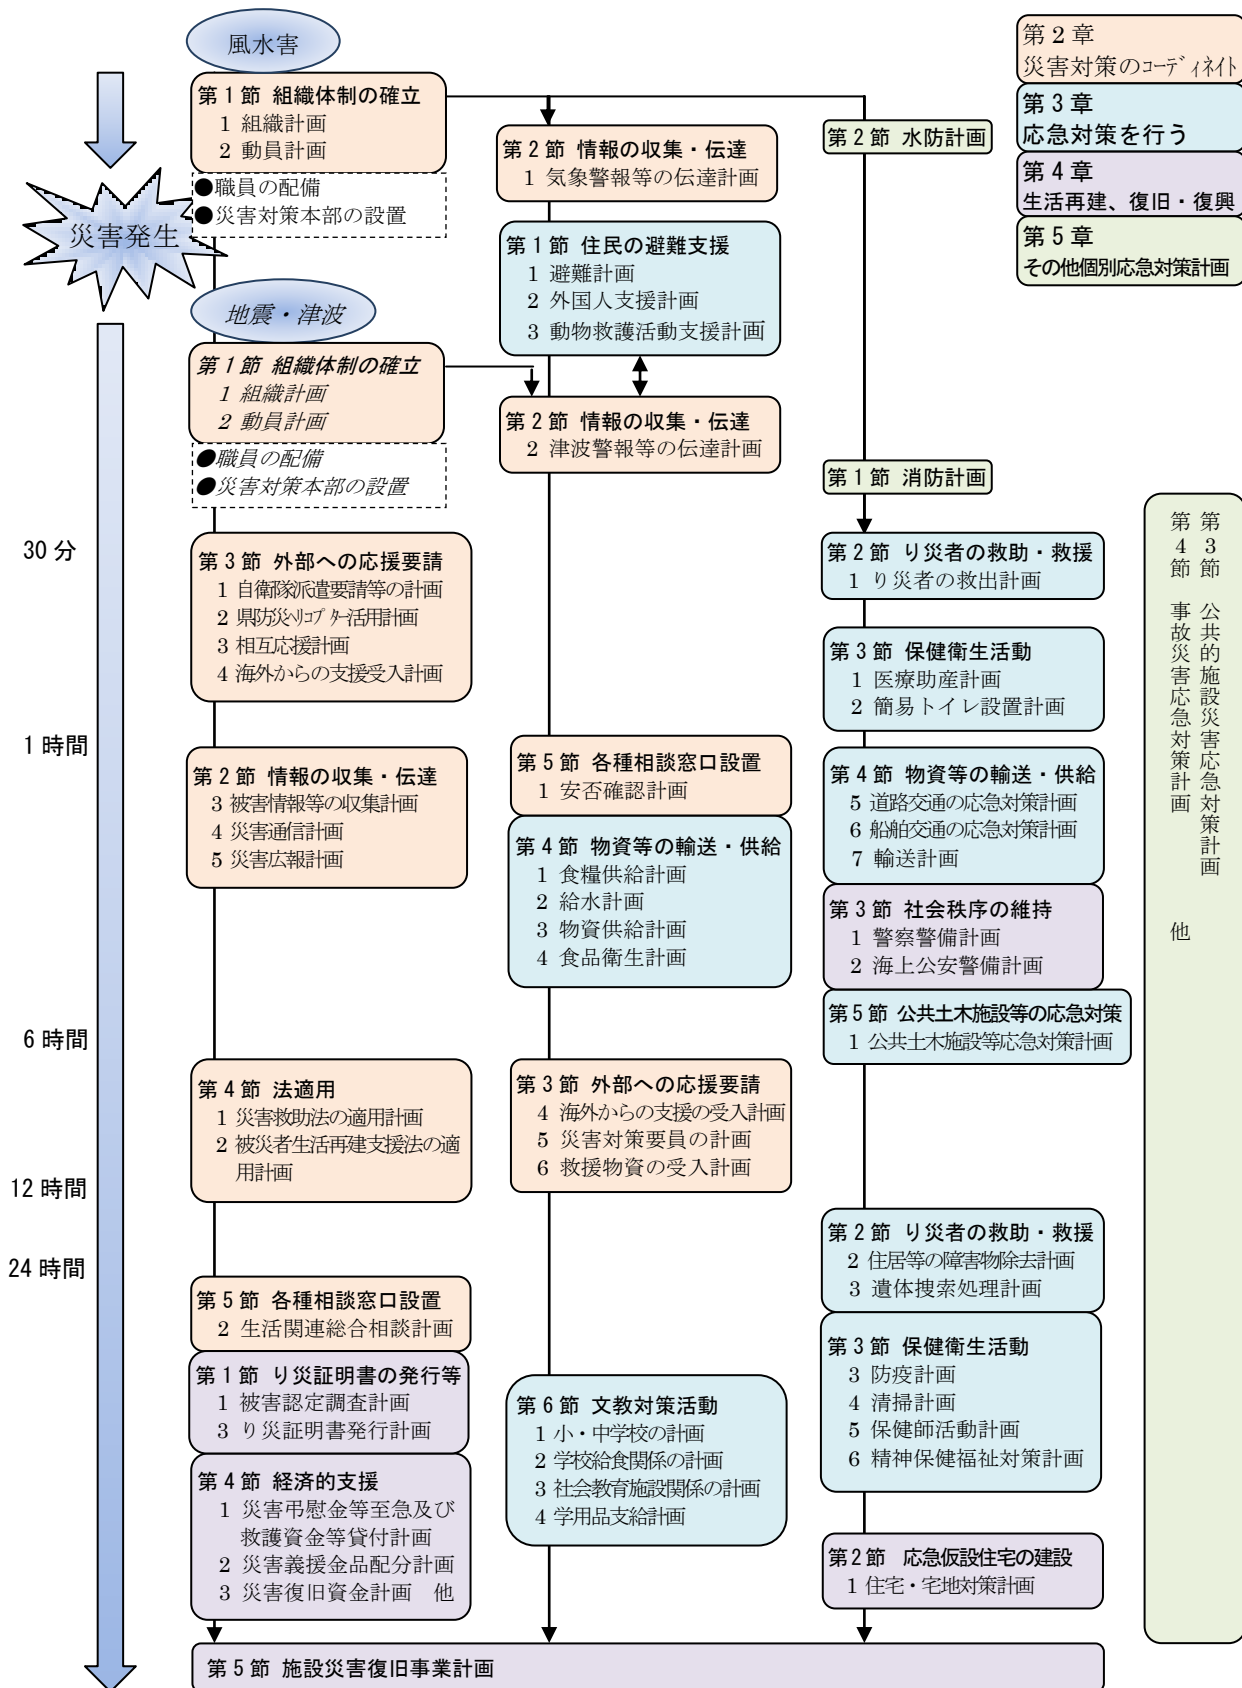 風水害
第1節 組織体制の確立
1 組織計画
2 動員計画
●職員の配備
●災害対策本部の設置
災害発生
地震・津波
第1節 組織体制の確立
1 組織計画
2 動員計画
●職員の配備
●災害対策本部の設置
30分
1時間
6時間
12時間
24時間
第3節 外部への応援要請
1 自衛隊派遣要請等の計画
2 県防災ヘリコプター活用計画
3 相互応援計画
4 海外からの支援受入計画
第2節 情報の収集・伝達
3 被害情報等の収集計画
4 災害通信計画
5 災害広報計画
第4節 法適用
1 災害救助法の適用計画
2 被災者生活再建支援法の適
用計画
第5節 各種相談窓口設置
2 生活関連総合相談計画
第1節 り災証明書の発行等
1 被害認定調査計画
3 り災証明書発行計画
第4節 経済的支援
1 災害弔慰金等至急及び
救護資金等貸付計画
2 災害義援金品配分計画
3 災害復旧資金計画 他
第2節 情報の収集・伝達
1 気象警報等の伝達計画
第1節 住民の避難支援
1 避難計画
2 外国人支援計画
3 動物救護活動支援計画
第2節 情報の収集・伝達
2 津波警報等の伝達計画
第5節 各種相談窓口設置
1 安否確認計画
第4節 物資等の輸送・供給
1 食糧供給計画
2 給水計画
3 物資供給計画
4 食品衛生計画
第3節 外部への応援要請
4 海外からの支援の受入計画
5 災害対策要員の計画
6 救援物資の受入計画
第6節 文教対策活動
1 小・中学校の計画
2 学校給食関係の計画
3 社会教育施設関係の計画
4 学用品支給計画
第2節 水防計画
第1節 消防計画
第2節 り災者の救助・救援
1 り災者の救出計画
第3節 保健衛生活動
1 医療助産計画
2 簡易トイレ設置計画
第4節 物資等の輸送・供給
5 道路交通の応急対策計画
6 船舶交通の応急対策計画
7 輸送計画
第3節 社会秩序の維持
1 警察警備計画
2 海上公安警備計画
第5節 公共土木施設等の応急対策
1 公共土木施設等応急対策計画
第2節 り災者の救助・救援
2 住居等の障害物除去計画
3 遺体捜索処理計画
第3節 保健衛生活動
3 防疫計画
4 清掃計画
5 保健師活動計画
6 精神保健福祉対策計画
第2節 応急仮設住宅の建設
1 住宅・宅地対策計画
第5節 施設災害復旧事業計画
第2章
災害対策のコーディネイト
第3章
応急対策を行う
第4章
生活再建、復旧・復興
第5章
その他個別応急対策計画
第3節 公共的施設災害応急対策計画
第4節 事故災害応急対策計画 他